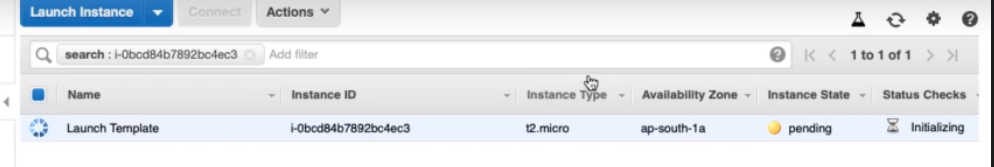 Launch Instance Connect Actions
search : i-0bcd84b7892bc4ec3 Add filter 1 to 1 of 1
Name Instance ID Instance Type Availability Zone Instance State Status Checks
Launch Template i-0bcd84b7892bc4ec3 t2.micro ap-south-1a pending Initializing